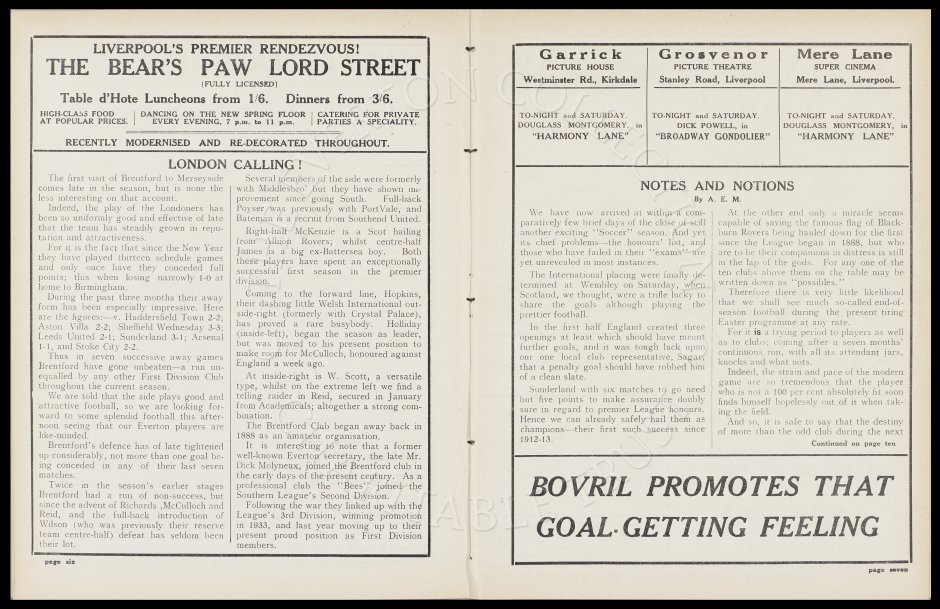 LIVERPOOL'S PREMIER RENDEZVOUS!
THE BEAR'S PAW LORD STREET
(FULLY LICENSED)
Table d'Hote Luncheons from 1/6. Dinners from 3/6.
HIGH-CLASS FOOD
AT POPULAR PRICES.
DANCING ON THE NEW SPRING FLOOR
EVERY EVENING, 7 p.m. to 11 p.m.
CATERING FOR PRIVATE
PARTIES A SPECIALITY.
RECENTLY MODERNISED AND RE-DECORATED THROUGHOUT.
LONDON CALLING!
The first visit of Brentford to Merseyside
comes late in the season, but is none the
less interesting on that account.
Indeed, the play of the Londoners has
been so uniformly good and effective of late
that the team has steadily grown in repu-
tation and attractiveness.
For it is the fact that since the New Year
they have played thirteen schedule games
and only once have they conceded full
points; this when losing narrowly 1-0 at
home to Birmingham.
During the past three months their away
form has been especially impressive. Here
are the figures:—v. Huddersfield Town 2-2;
Aston Villa 2-2; Sheffield Wednesday 3-3;
Leeds United 2-1; Sunderland 3-1; Arsenal
1-1, and Stoke City 2-2.
Thus in seven successive away games
Brentford have gone unbeaten—a run un-
equalled by any other First Division Club
throughout the current season.
We are told that the side plays good and
attractive football, so we are looking for-
ward to some splendid football this after-
noon seeing that our Everton players are
like-minded.
Brentford's defence has of late tightened
up considerably, not more than one goal be-
ing conceded in any of their last seven
matches.
Twice in the season's earlier stages
Brentford had a run of non-success, but
since the advent of Richards ,McCulloch and
Reid, and the full-back introduction of
Wilson (who was previously their reserve
team centre-half) defeat has seldom been
their lot.
Several members of the side were formerly
with Middlesbro' but they have shown im-
provement since going South. Full-back
Poyser was previously with PortVale, and
Bateman is a recruit from Southend United.
Right-half McKenzie is a Scot hailing
from Albion Rovers; whilst centre-half
James is a big ex-Battersea boy. Both
these players have spent an exceptionally
successful first season in the premier
division.
Coming to the forward line, Hopkins,
their dashing little Welsh International out-
side-right (formerly with Crystal Palace),
has proved a rare busybody. Holliday
(inside-left), began as leader,
but was moved to his present position to
make room for McCulloch, honoured against
England a week ago.
At inside-right is W. Scott, a versatile
type, whilst on the extreme left we find a
telling raider in Reid, secured in January
from Academicals; altogether a strong com-
bination.
The Brentford Club began away back in
1888 as an amateur organisation.
It is interesting to note that a former
well-known Everton secretary, the late Mr.
Dick Molyneux, joined the Brentford club in
the early days of the present century. As a
professional club the "Bees" joined the
Southern League's Second Division.
Following the war they linked up with the
League's 3rd Division, winning promotion
in 1933, and last year moving up to their
present proud position as First Division
members.
page six
Garrick
PICTURE HOUSE
Westminster Rd., Kirkdale
TO-NIGHT and SATURDAY.
DOUGLASS MONTGOMERY, in
"HARMONY LANE"
Grosvenor
PICTURE THEATRE
Stanley Road, Liverpool
TO-NIGHT and SATURDAY.
DICK POWELL, in
"BROADWAY GONDOLIER"
Mere Lane
SUPER CINEMA
Mere Lane, Liverpool.
TO-NIGHT and SATURDAY.
DOUGLASS MONTGOMERY, in
"HARMONY LANE"
NOTES AND NOTIONS
By A. E. M.
We have now arrived at within a com-
paratively few brief days of the close of still
another exciting "Soccer" season. And yet
its chief problems—the honours' list, and
those who have failed in their "exams" are
yet unrevealed in most instances.
The International placing were finally de-
termined at Wembley on Saturday, when
Scotland, we thought, were a trifle lucky to
share the goals although playing the
prettier football.
In the first half England created three
openings at least which should have meant
further goals, and it was tough luck upon
our one local club representative, Sagar,
that a penalty goal should have robbed him
of a clean slate.
Sunderland with six matches to go need
but five points to make assurance doubly
sure in regard to premier League honours.
Hence we can already safely hail them as
champions—their first such success since
1912-13.
At the other end only a miracle seems
capable of saving the famous flag of Black-
burn Rovers being hauled down for the first
since the League began in 1888, but who
are to be their companions in distress is still
in the lap of the gods. For any one of the
ten clubs above them on the table may be
written down as "possibles."
Therefore there is very little likelihood
that we shall see much so-called end-of-
season football during the present tiring
Easter programme at any rate.
For it is a trying period to players as well
as to clubs; coming after a seven months'
continuous run, with all its attendant jars,
knocks and what nots.
Indeed, the strain and pace of the modern
game are so tremendous that the player
who is not a 100 per cent absolutely fit soon
finds himself hopelessly out of it when tak-
ing the field.
And so, it is safe to say that the destiny
of more than the odd club during the next
Continued on page ten
BOVRIL PROMOTES THAT
GOAL-GETTING FEELING
page seven